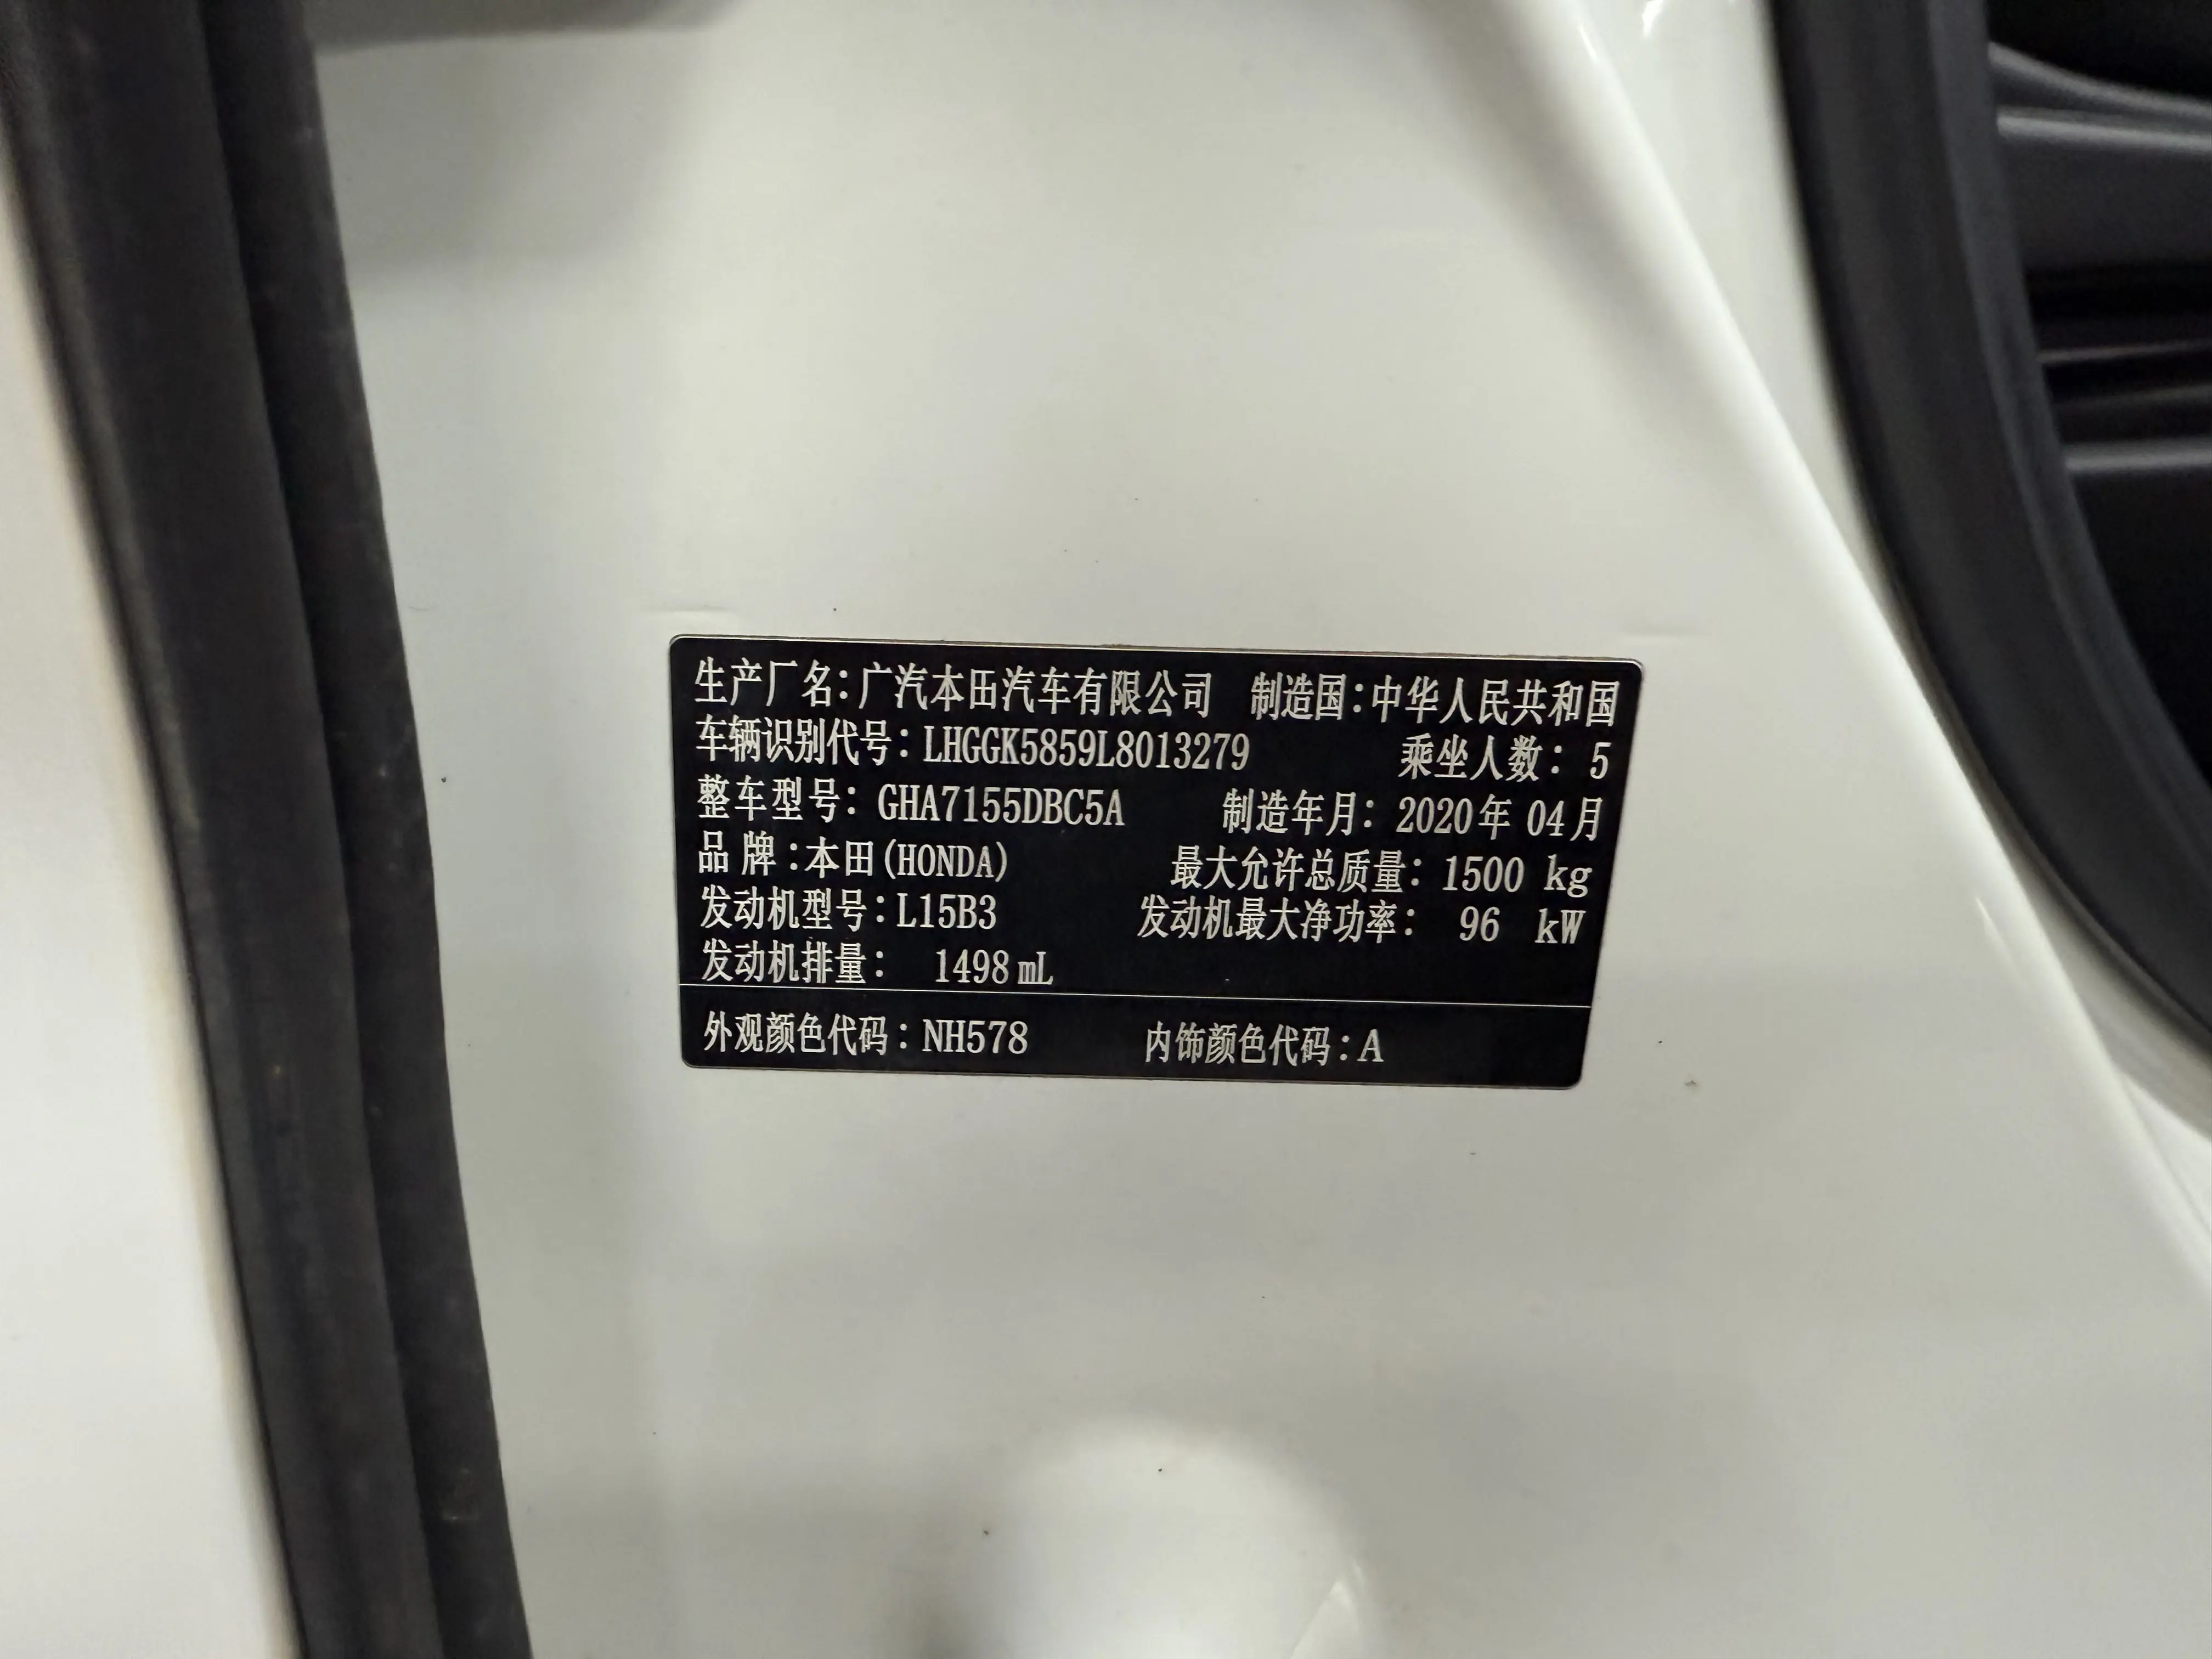 生产厂名：广汽本田汽车有限公司 制造国：中华人民共和国
车辆识别代号：LHGGK5859L8013279 乘坐人数：5
整车型号：GHA7155DBC5A 制造年月：2020年 04月
品 牌：本田(HONDA) 最大允许总质量：1500 kg
发动机型号：L15B3 发动机最大净功率： 96 kW
发动机排量： 1498 mL
外观颜色代码：NH578 内饰颜色代码：A